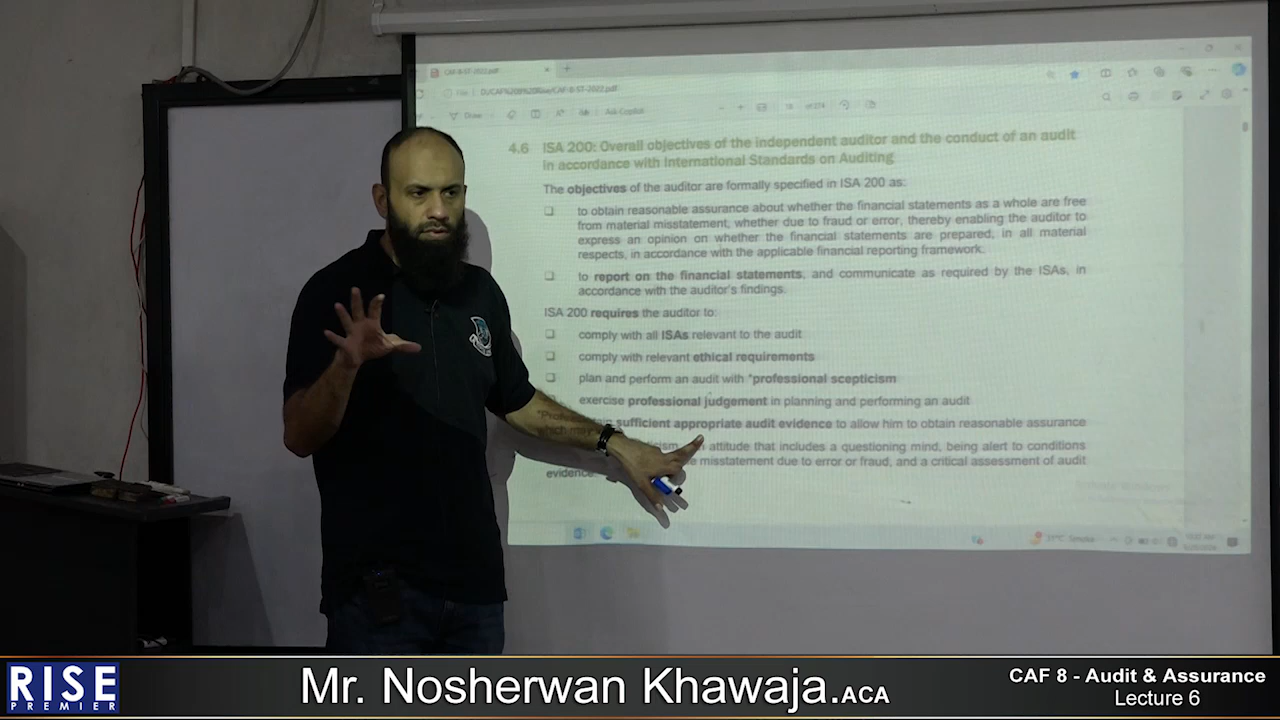 CAF-8-ST-2022.pdf
File
Draw
Ask Copilot
4.6 ISA 200: Overall objectives of the independent auditor and the conduct of an audit
in accordance with International Standards on Auditing
The objectives of the auditor are formally specified in ISA 200 as:
to obtain reasonable assurance about whether the financial statements as a whole are free
from material misstatement, whether due to fraud or error, thereby enabling the auditor to
express an opinion on whether the financial statements are prepared, in all material
respects, in accordance with the applicable financial reporting framework.
to report on the financial statements, and communicate as required by the ISAs, in
accordance with the auditor's findings.
ISA 200 requires the auditor to:
comply with all ISAs relevant to the audit
comply with relevant ethical requirements
plan and perform an audit with *professional scepticism
exercise professional judgement in planning and performing an audit
sufficient appropriate audit evidence to allow him to obtain reasonable assurance
attitude that includes a questioning mind, being alert to conditions
misstatement due to error or fraud, and a critical assessment of audit
evidence.
RISE
PREMIER
Mr. Nosherwan Khawaja.ACA
CAF 8 - Audit & Assurance
Lecture 6